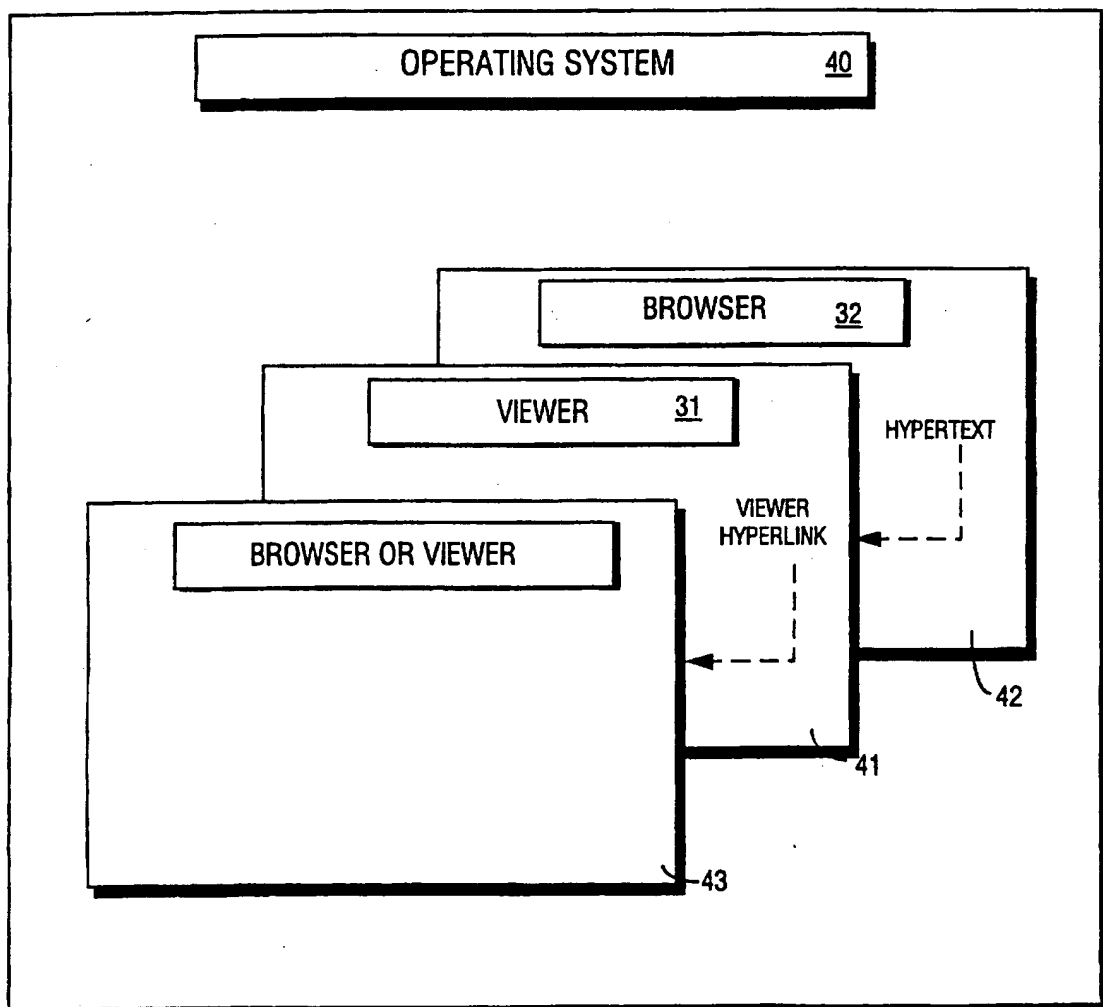 OPERATING SYSTEM 40
BROWSER 32
VIEWER 31
HYPERTEXT
VIEWER
HYPERLINK
BROWSER OR VIEWER
42
41
43